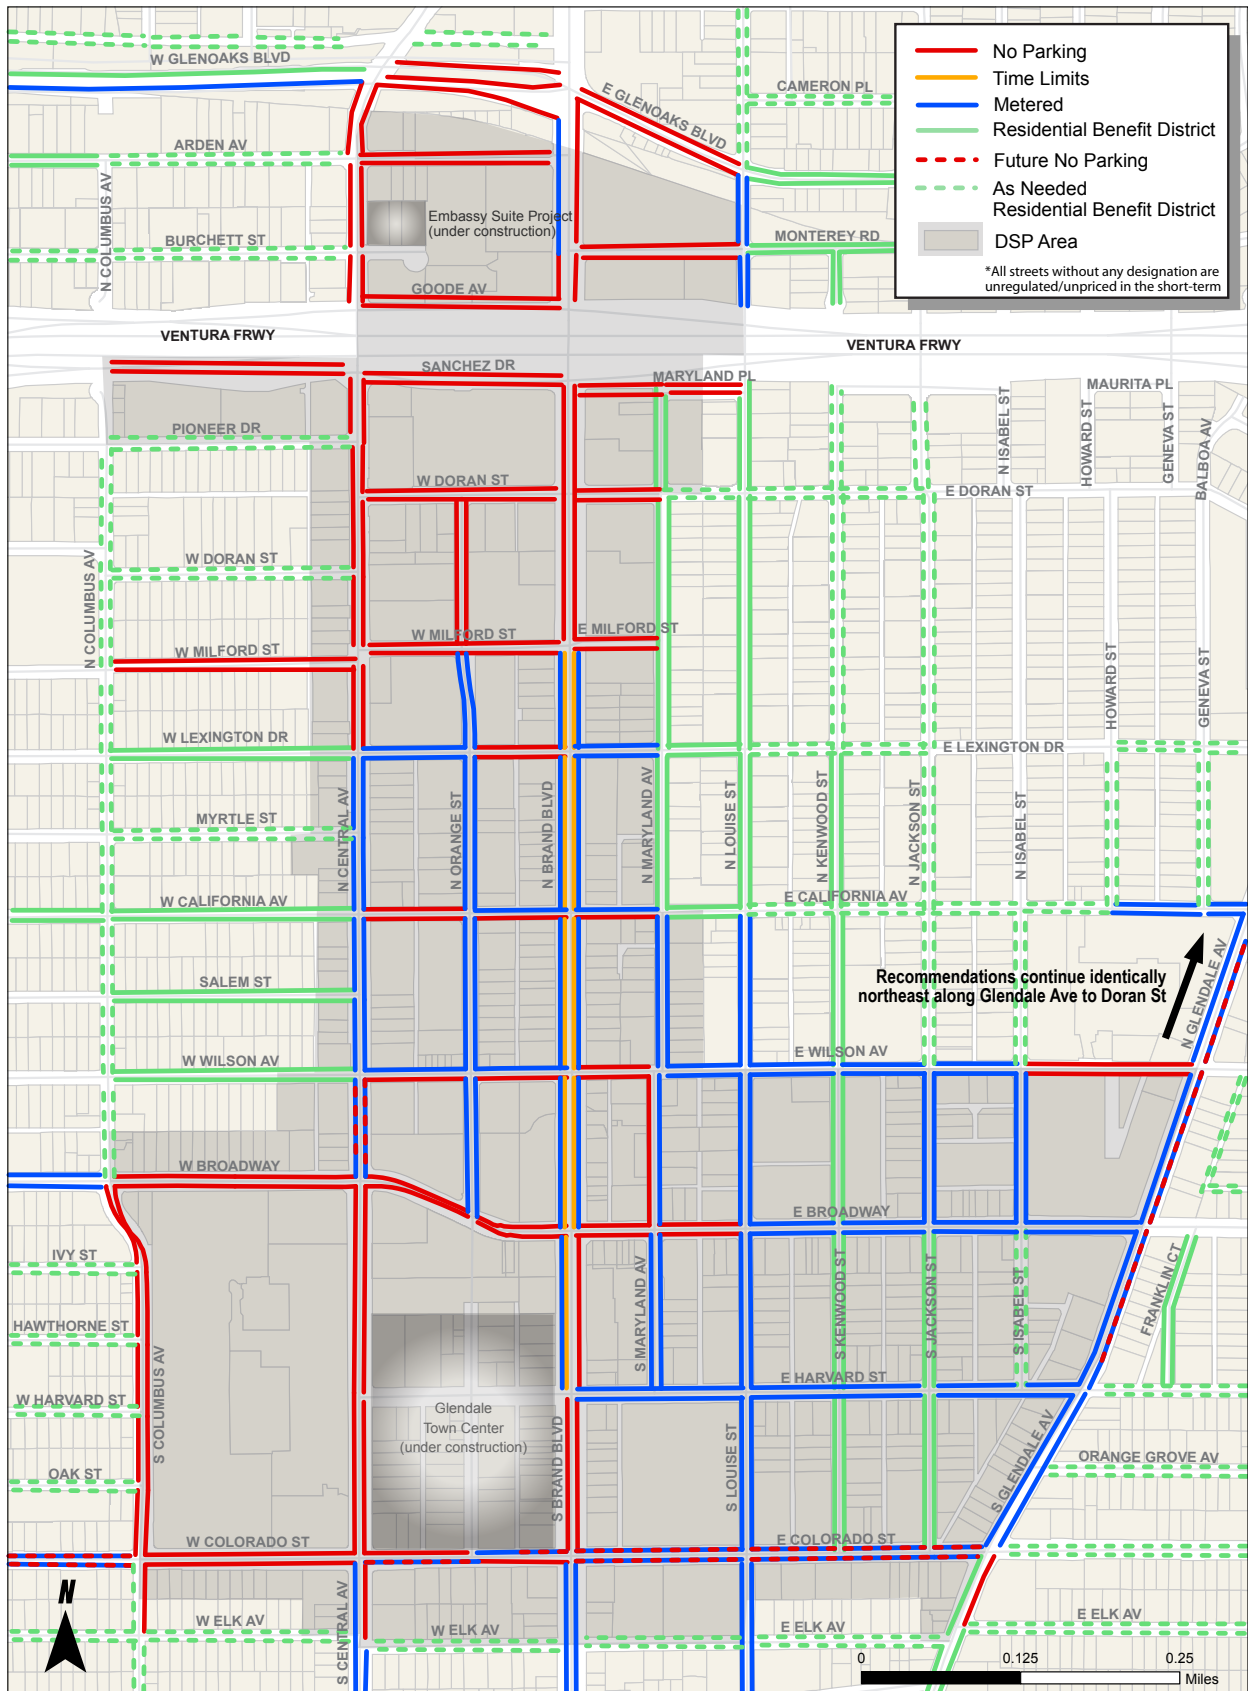 W GLENOAKS BLVD
E GLENOAKS BLVD
CAMERON PL
No Parking
Time Limits
Metered
Residential Benefit District
Future No Parking
As Needed
Residential Benefit District
DSP Area
*All streets without any designation are
unregulated/unpriced in the short-term
ARDEN AV
N COLUMBUS AV
Embassy Suite Project
(under construction)
BURCHETT ST
MONTEREY RD
GOODE AV
VENTURA FRWY
VENTURA FRWY
SANCHEZ DR
MARYLAND PL
MAURITA PL
N ISABEL ST
HOWARD ST
GENEVA ST
BALBOA AV
PIONEER DR
W DORAN ST
E DORAN ST
W DORAN ST
N COLUMBUS AV
W MILFORD ST
E MILFORD ST
W MILFORD ST
HOWARD ST
GENEVA ST
W LEXINGTON DR
E LEXINGTON DR
MYRTLE ST
N CENTRAL AV
N ORANGE ST
N BRAND BLVD
N MARYLAND AV
N LOUISE ST
N KENWOOD ST
N JACKSON ST
N ISABEL ST
W CALIFORNIA AV
E CALIFORNIA AV
SALEM ST
Recommendations continue identically
northeast along Glendale Ave to Doran St
N GLENDALE AV
W WILSON AV
E WILSON AV
W BROADWAY
E BROADWAY
IVY ST
S MARYLAND AV
S KENWOOD ST
S JACKSON ST
S ISABEL ST
FRANKLIN CT
HAWTHORNE ST
S COLUMBUS AV
W HARVARD ST
E HARVARD ST
Glendale
Town Center
(under construction)
S BRAND BLVD
S LOUISE ST
S GLENDALE AV
OAK ST
ORANGE GROVE AV
W COLORADO ST
E COLORADO ST
N
W ELK AV
S CENTRAL AV
W ELK AV
E ELK AV
E ELK AV
0 0.125 0.25
Miles